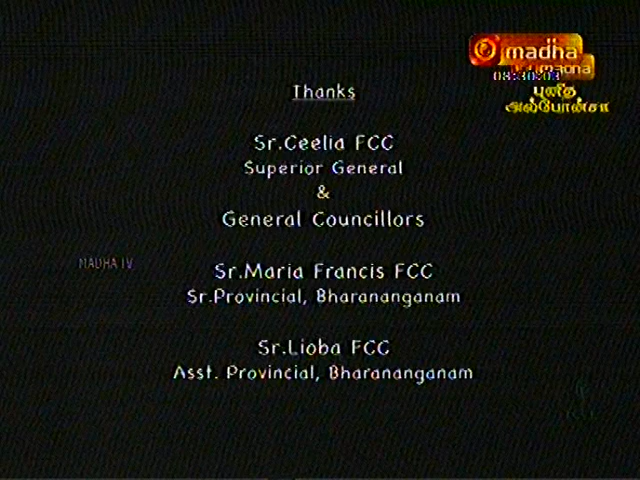 madha
08:30:03
புனித
அல்போன்சா
Thanks
Sr.Ceelia FCC
Superior General
&
General Councillors
MADHA TV
Sr.Maria Francis FCC
Sr.Provincial, Bharananganam
Sr.Lioba FCC
Asst. Provincial, Bharananganam